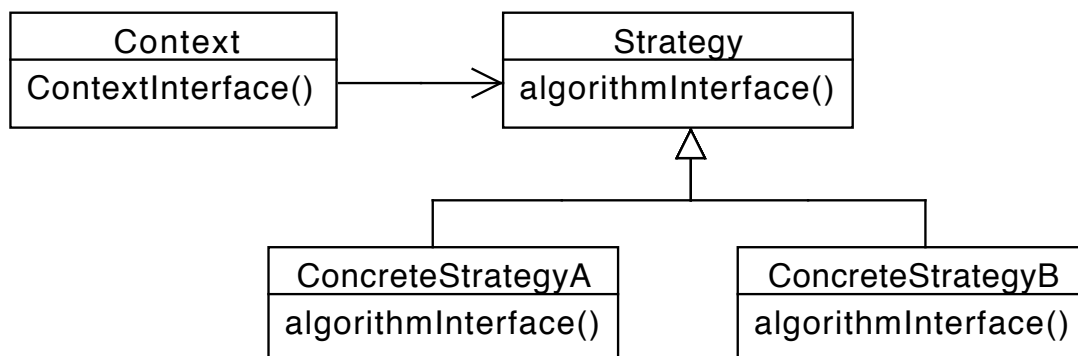 Context
ContextInterface()
Strategy
algorithmInterface()
ConcreteStrategyA
algorithmInterface()
ConcreteStrategyB
algorithmInterface()